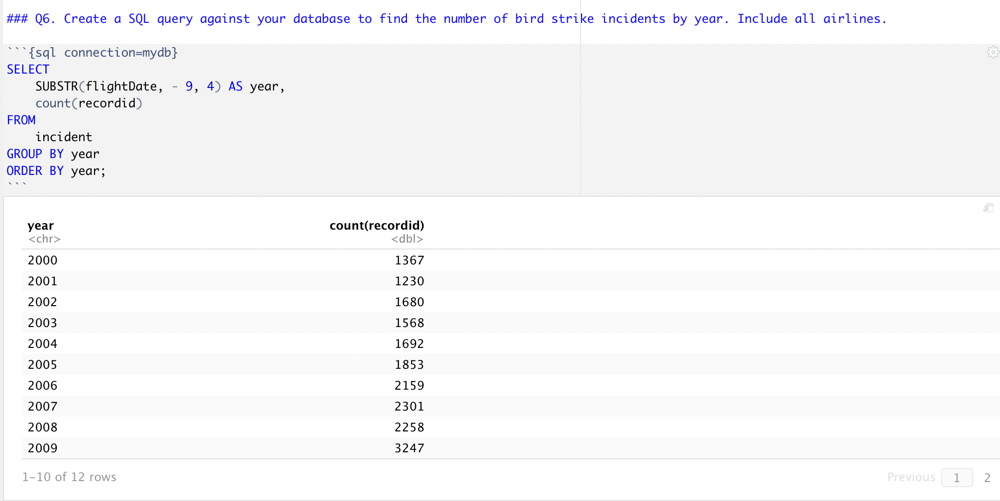 ### Q6. Create a SQL query against your database to find the number of bird strike incidents by year. Include all airlines.
```{sql connection=mydb}
SELECT
    SUBSTR(flightDate, - 9, 4) AS year,
    count(recordid)
FROM
    incident
GROUP BY year
ORDER BY year;
```
year count(recordid)
<chr> <dbl>
2000 1367
2001 1230
2002 1680
2003 1568
2004 1692
2005 1853
2006 2159
2007 2301
2008 2258
2009 3247
1-10 of 12 rows Previous 1 2